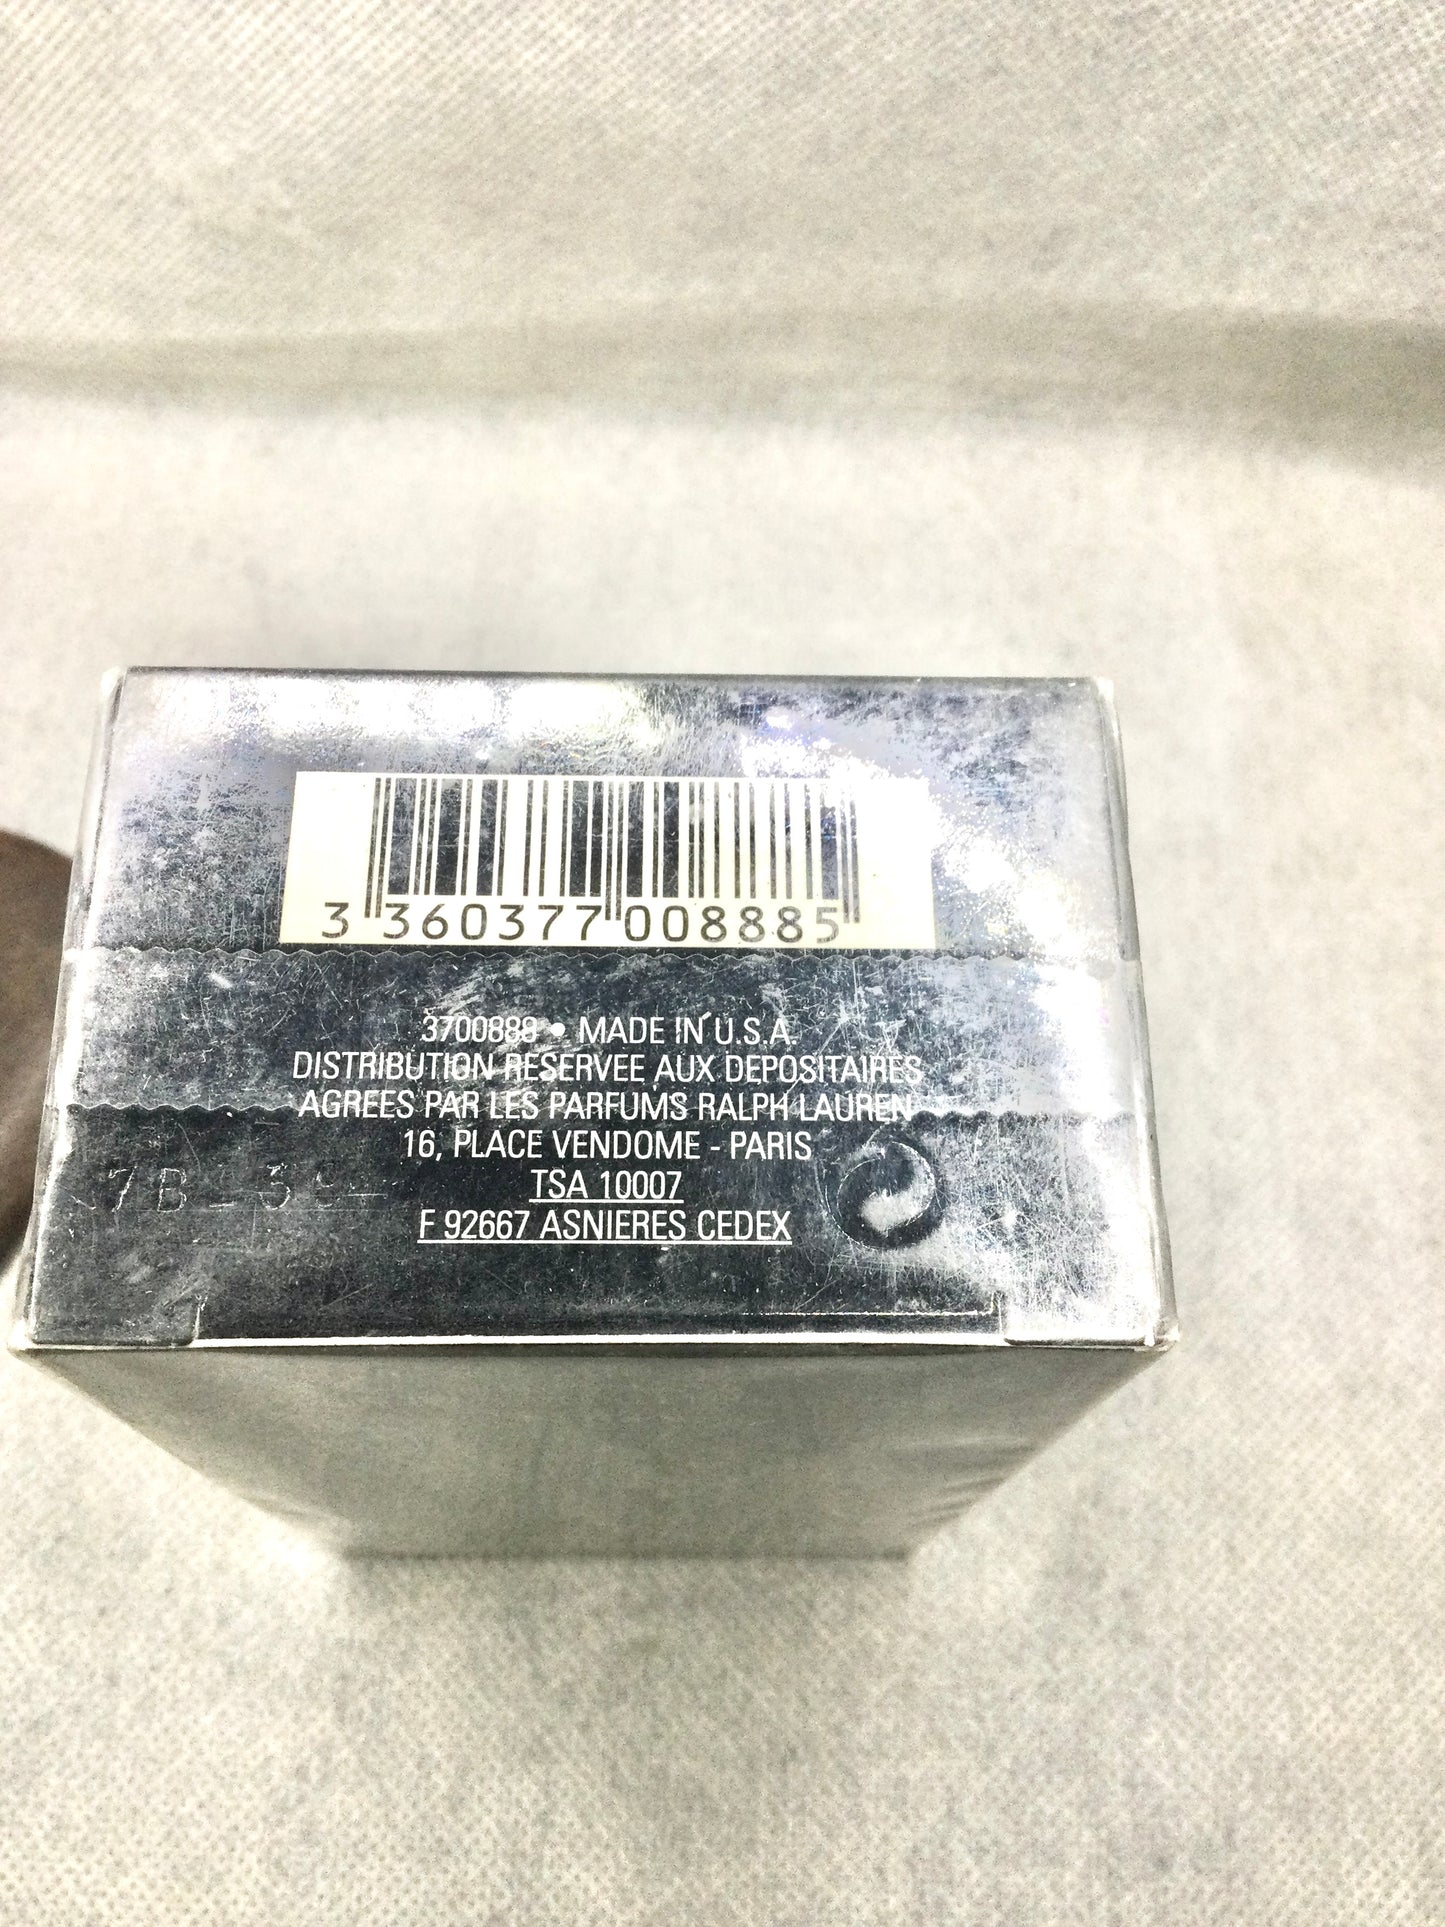 3 360377 008885
3700888 • MADE IN U.S.A.
DISTRIBUTION RESERVEE AUX DEPOSITAIRES
AGREES PAR LES PARFUMS RALPH LAUREN
16, PLACE VENDOME - PARIS
TSA 10007
F 92667 ASNIERES CEDEX